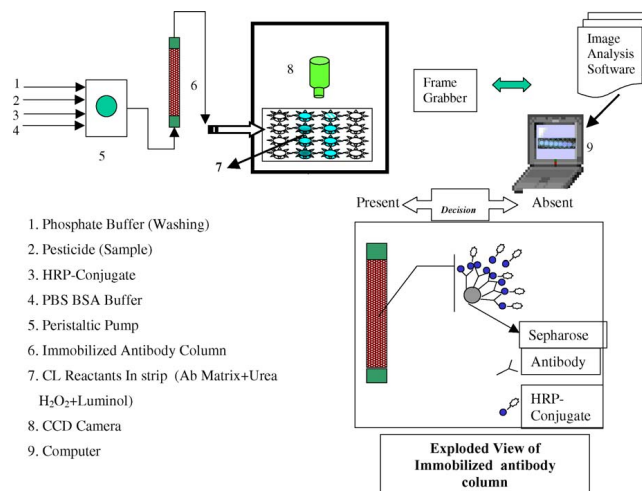 1
2
3
4
5
6
7
8
9
Frame
Grabber
Image
Analysis
Software
Present
Decision
Absent
1. Phosphate Buffer (Washing)
2. Pesticide (Sample)
3. HRP-Conjugate
4. PBS BSA Buffer
5. Peristaltic Pump
6. Immobilized Antibody Column
7. CL Reactants In strip (Ab Matrix+Urea
H₂O₂+Luminol)
8. CCD Camera
9. Computer
Sepharose
Antibody
HRP-
Conjugate
Exploded View of
Immobilized antibody
column